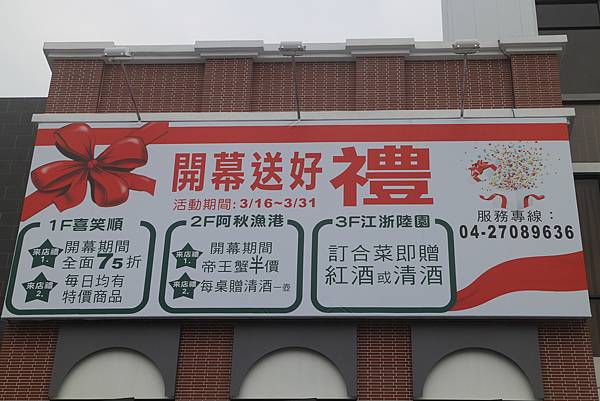 開幕送好禮
活動期間:3/16~3/31
服務專線:
04-27089636
1F喜笑順
来店禮1. 開幕期間
全面75折
来店禮2. 每日均有
特價商品
2F阿秋漁港
来店禮1. 開幕期間
帝王蟹半價
来店禮2. 每桌贈清酒一壺
3F江浙陸園
訂合菜即贈
紅酒或清酒